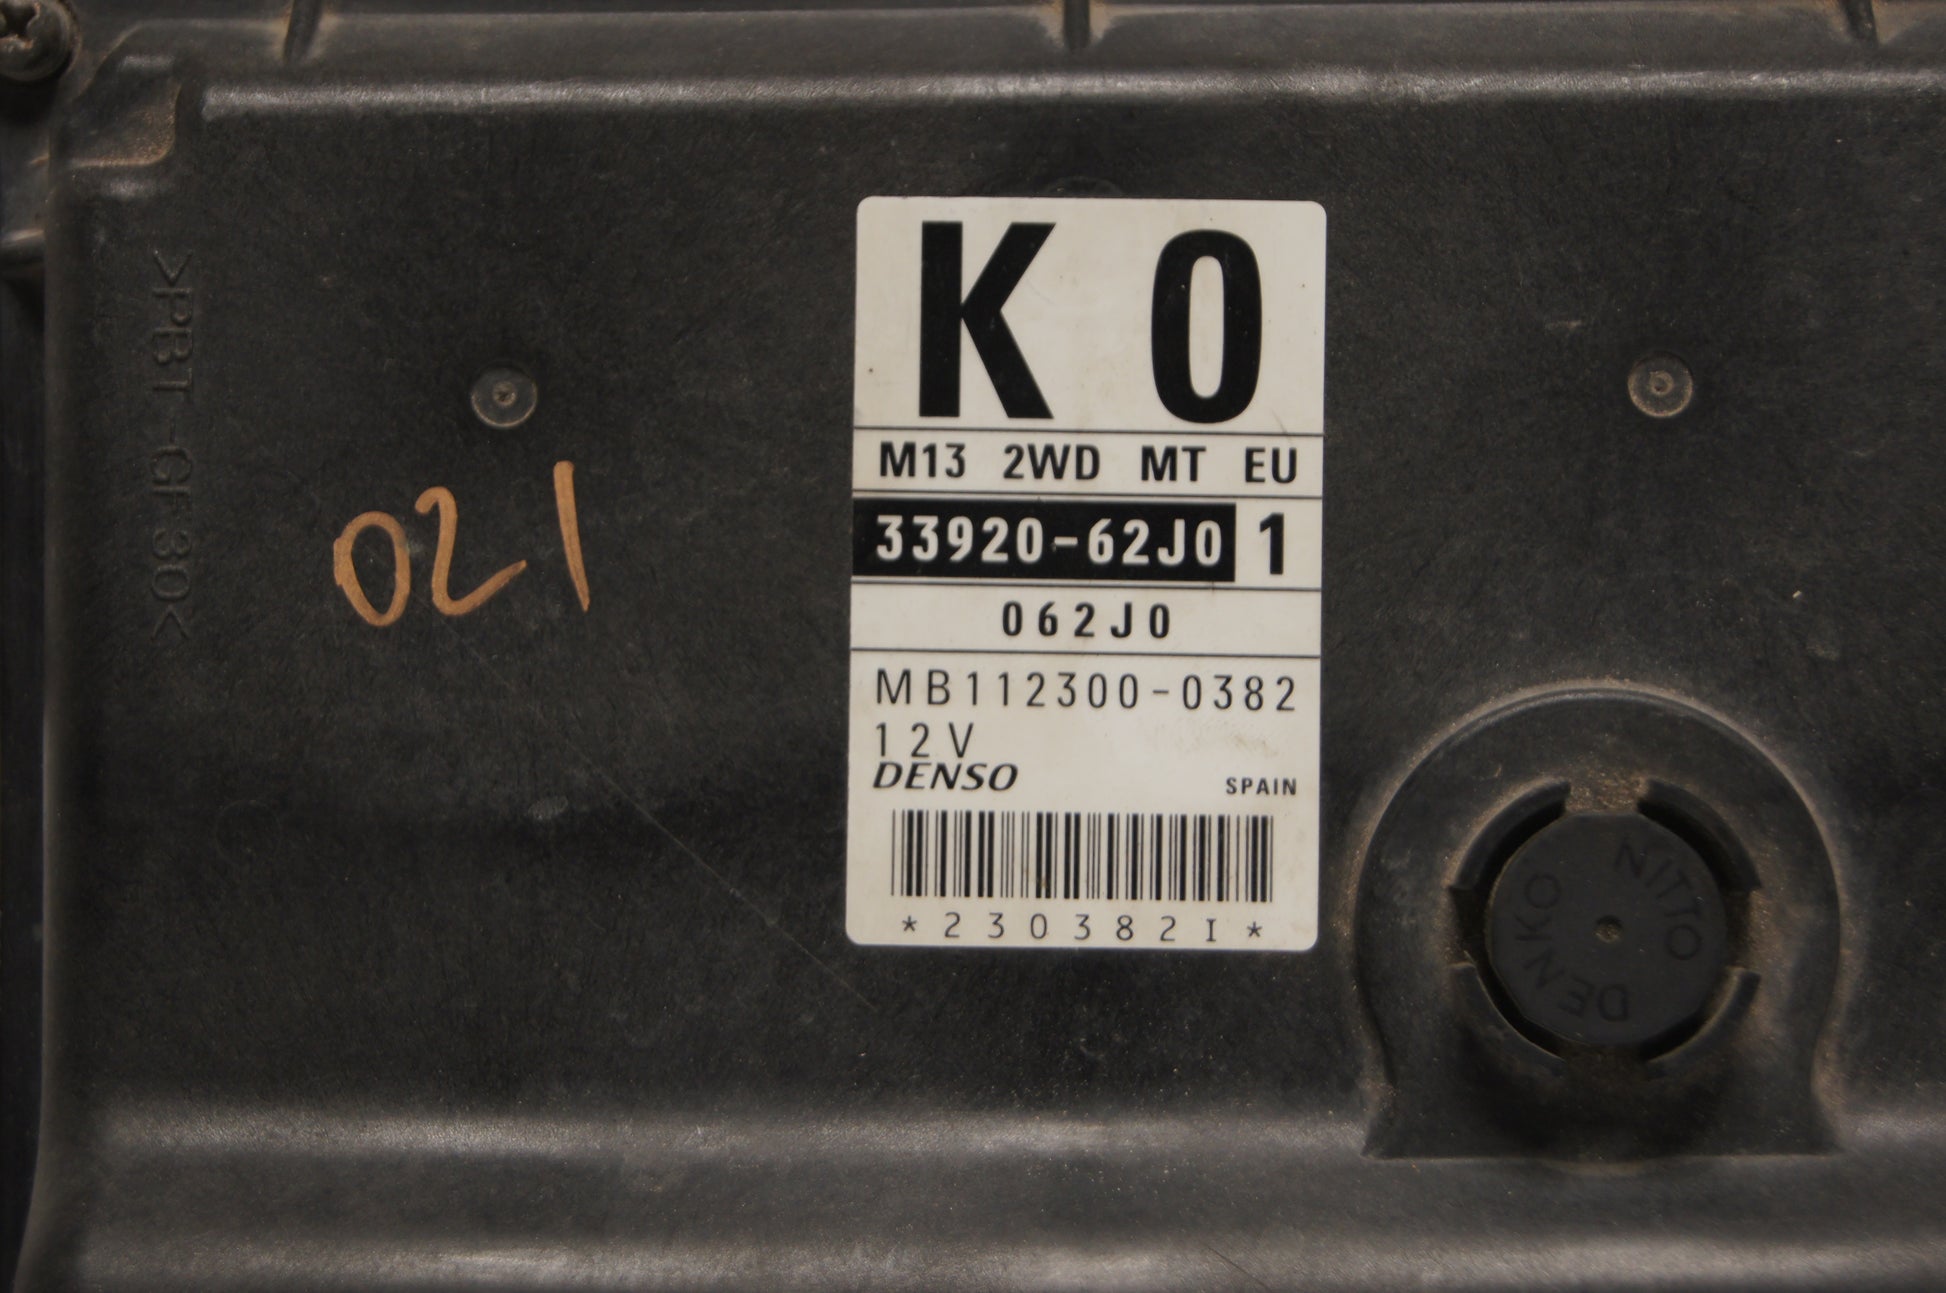 >PBT-GF30<
021
K 0
M13 2WD MT EU
33920-62J0 1
062J0
MB112300-0382
12V
DENSO SPAIN
*230382I*
NITTO
DENKO